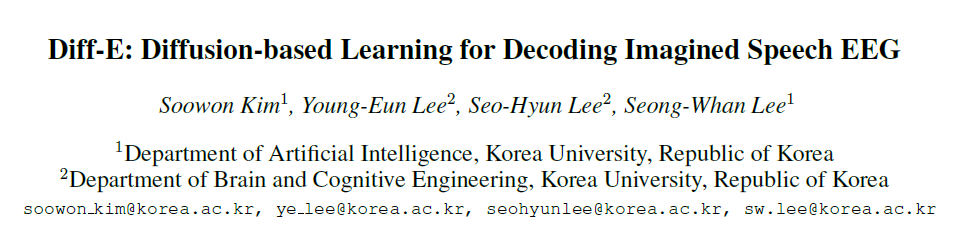 Diff-E: Diffusion-based Learning for Decoding Imagined Speech EEG
Soowon Kim¹, Young-Eun Lee², Seo-Hyun Lee², Seong-Whan Lee¹
¹Department of Artificial Intelligence, Korea University, Republic of Korea
²Department of Brain and Cognitive Engineering, Korea University, Republic of Korea
soowon_kim@korea.ac.kr, ye_lee@korea.ac.kr, seohyunlee@korea.ac.kr, sw.lee@korea.ac.kr